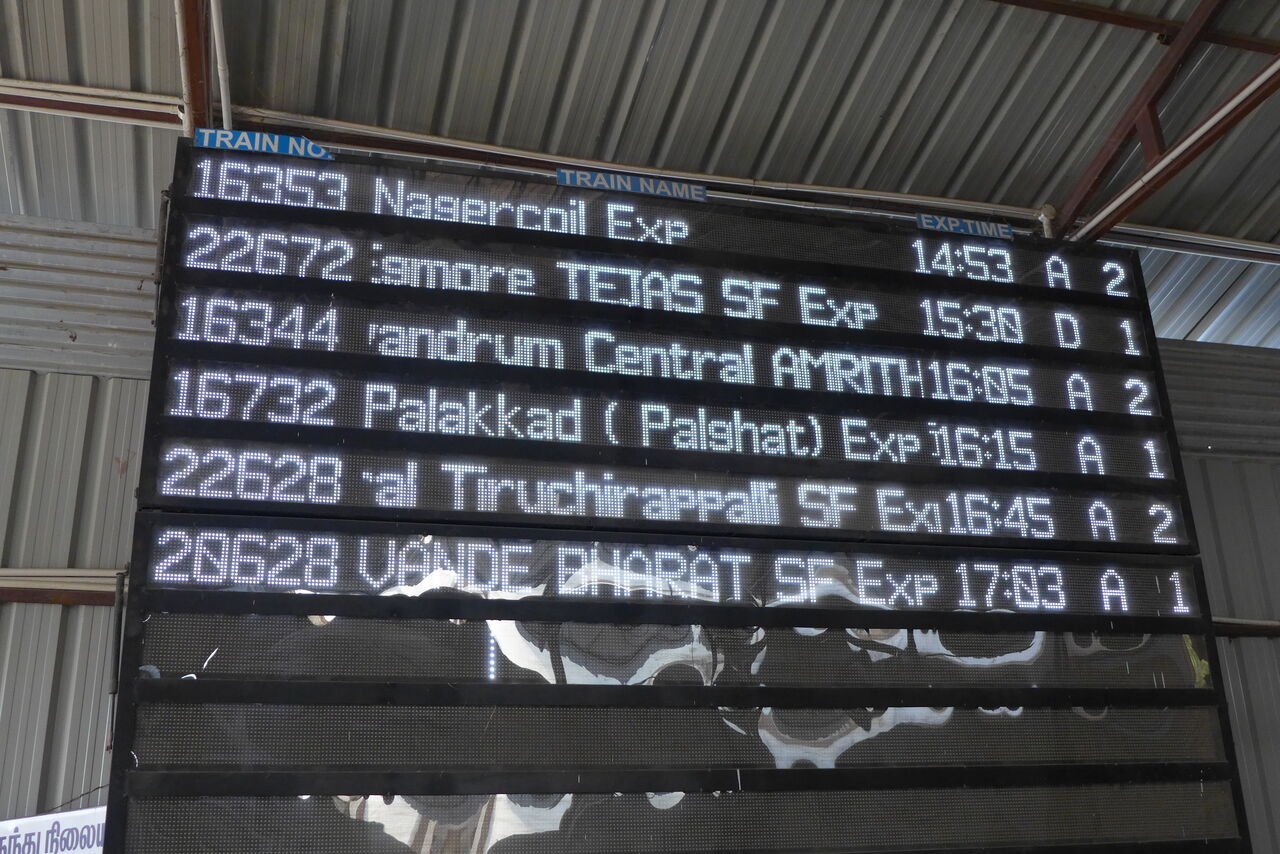 TRAIN NO. TRAIN NAME EXP.TIME
16353 Nagercoil Exp 14:53 A 2
22672 gmore TEJAS SF Exp 15:30 D 1
16344 andrum Central AMRITH 16:05 A 2
16732 Palakkad ( Palghat) Exp 16:15 A 1
22628 al Tiruchirappalli SF Ex 16:45 A 2
20628 VANDE BHARAT SF Exp 17:03 A 1
ந்து நிலைய